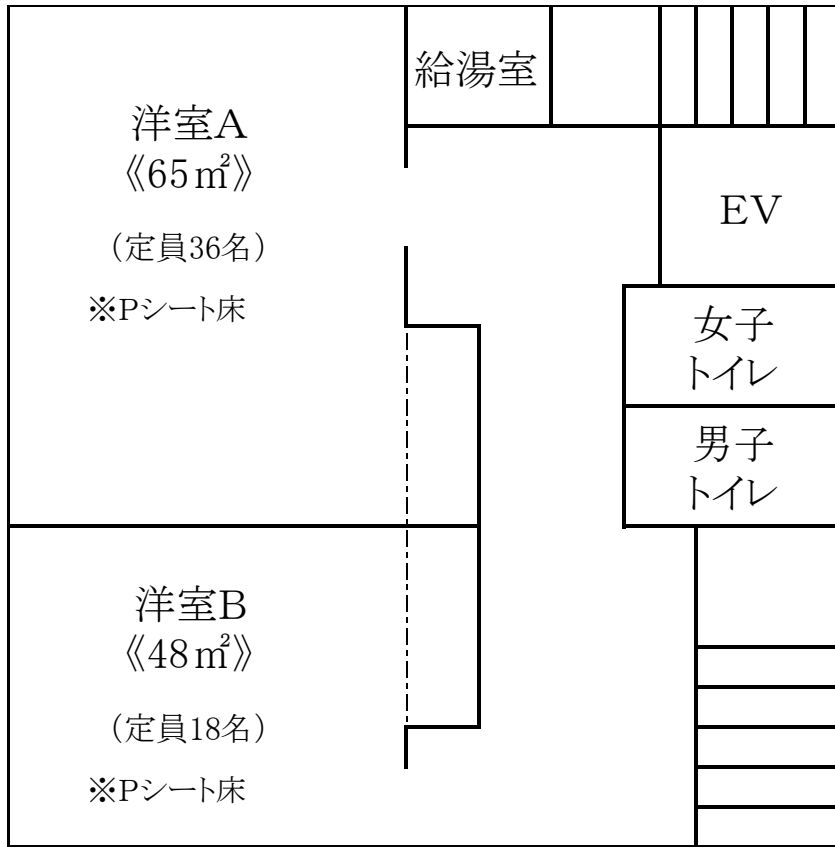 洋室A
《65㎡》
（定員36名）
※Pシート床
給湯室
EV
女子
トイレ
男子
トイレ
洋室B
《48㎡》
（定員18名）
※Pシート床